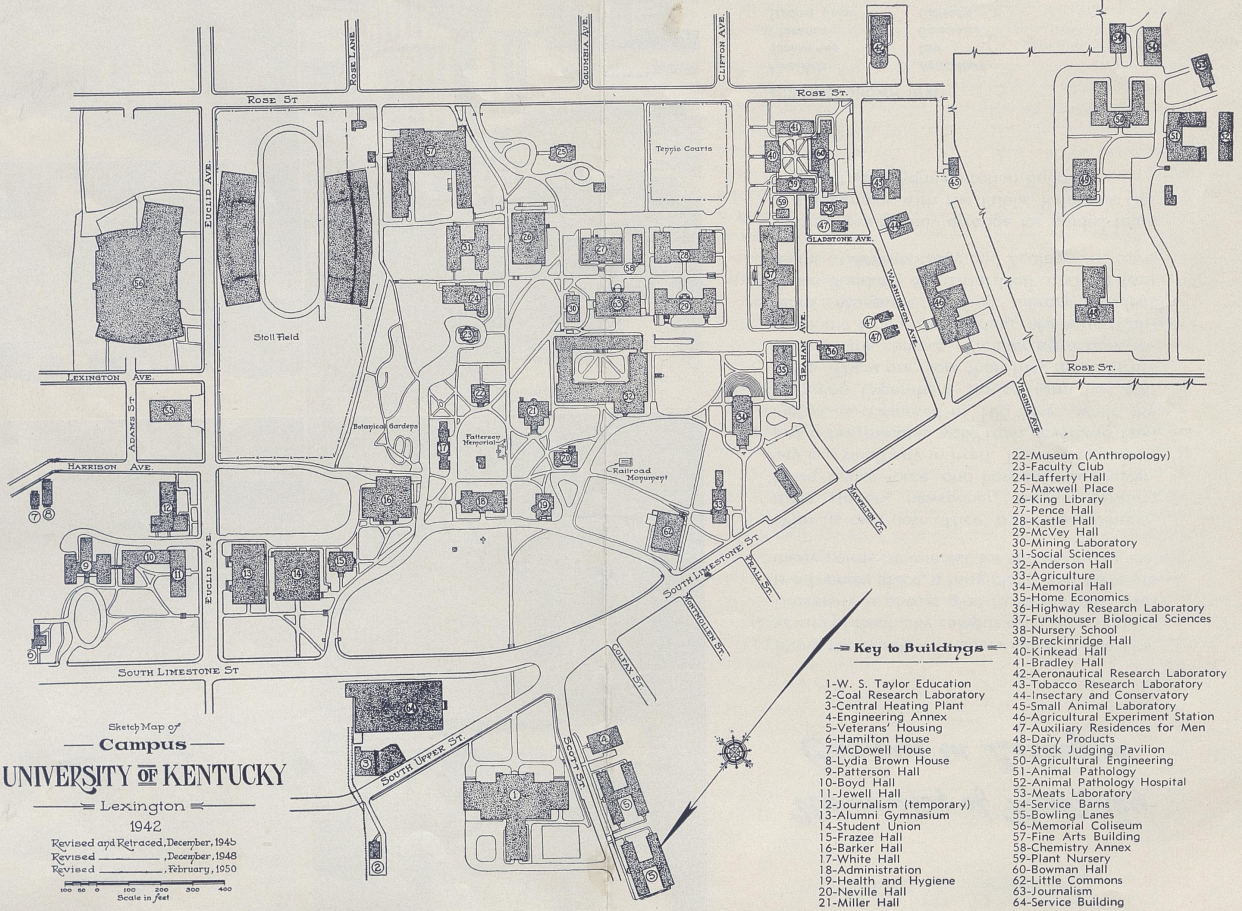 ROSE LANE
COLUMBIA AVE.
CLIFTON AVE.
ROSE ST
ROSE ST.
EUCLID AVE.
Tennis Courts
GLADSTONE AVE.
WASHINGTON AVE.
GRAHAM AVE.
VIRGINIA AVE.
ROSE ST.
Stoll Field
LEXINGTON AVE.
ADAMS ST
HARRISON AVE.
Botanical Gardens
Patterson
Memorial
Railroad
Monument
MAXWELTON CT.
EUCLID AVE.
SOUTH LIMESTONE ST
PRALL ST.
MONTMOLLEN ST.
COLFAX ST.
SOUTH LIMESTONE ST
SOUTH UPPER ST.
SCOTT ST.
Sketch Map of
Campus
UNIVERSITY OF KENTUCKY
Lexington
1942
Revised and Retraced, December, 1945
Revised , December, 1948
Revised , February, 1950
100 50 0 100 200 300 400
Scale in feet
Key to Buildings
1-W. S. Taylor Education
2-Coal Research Laboratory
3-Central Heating Plant
4-Engineering Annex
5-Veterans' Housing
6-Hamilton House
7-McDowell House
8-Lydia Brown House
9-Patterson Hall
10-Boyd Hall
11-Jewell Hall
12-Journalism (temporary)
13-Alumni Gymnasium
14-Student Union
15-Frazee Hall
16-Barker Hall
17-White Hall
18-Administration
19-Health and Hygiene
20-Neville Hall
21-Miller Hall
22-Museum (Anthropology)
23-Faculty Club
24-Lafferty Hall
25-Maxwell Place
26-King Library
27-Pence Hall
28-Kastle Hall
29-McVey Hall
30-Mining Laboratory
31-Social Sciences
32-Anderson Hall
33-Agriculture
34-Memorial Hall
35-Home Economics
36-Highway Research Laboratory
37-Funkhouser Biological Sciences
38-Nursery School
39-Breckinridge Hall
40-Kinkead Hall
41-Bradley Hall
42-Aeronautical Research Laboratory
43-Tobacco Research Laboratory
44-Insectary and Conservatory
45-Small Animal Laboratory
46-Agricultural Experiment Station
47-Auxiliary Residences for Men
48-Dairy Products
49-Stock Judging Pavilion
50-Agricultural Engineering
51-Animal Pathology
52-Animal Pathology Hospital
53-Meats Laboratory
54-Service Barns
55-Bowling Lanes
56-Memorial Coliseum
57-Fine Arts Building
58-Chemistry Annex
59-Plant Nursery
60-Bowman Hall
62-Little Commons
63-Journalism
64-Service Building